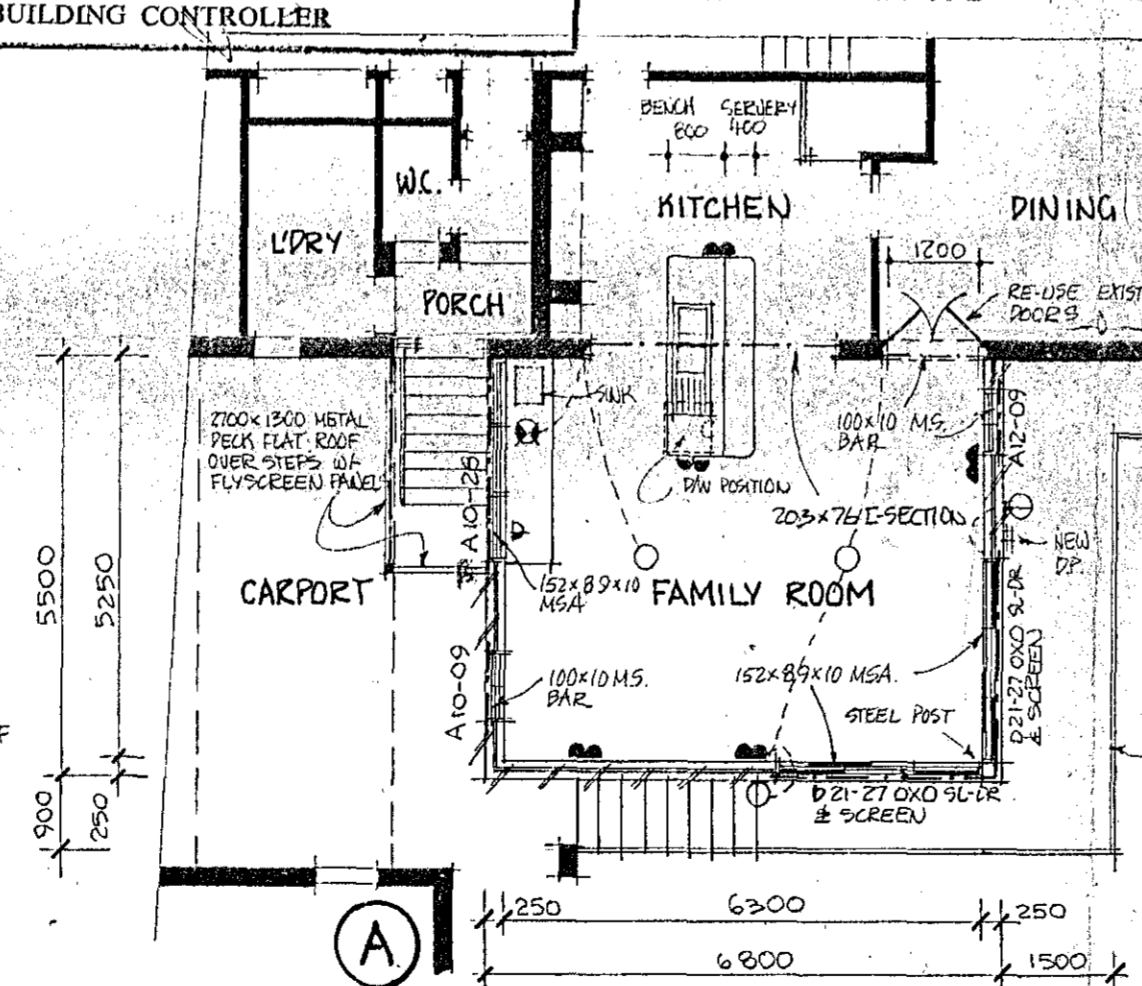 BUILDING CONTROLLER
BENCH
800
SERVERY
400
W.C.
KITCHEN
DINING
L'DRY
1200
PORCH
RE-USE EXIST
DOORS
SINK
2700×1300 METAL
DECK FLAT ROOF
OVER STEPS W/
FLYSCREEN PANEL
100×10 MS.
BAR
A12-09
A10-28
D/W POSITION
203×76 I-SECTION
NEW
DP.
5500
5250
CARPORT
152×89×10
MSA
FAMILY ROOM
D21-27 OXO SL-DR
& SCREEN
A10-09
100×10 MS.
BAR
152×89×10 MSA.
STEEL POST
F
D21-27 OXO SL-DR
& SCREEN
900
250
250
6300
250
A
6800
1500